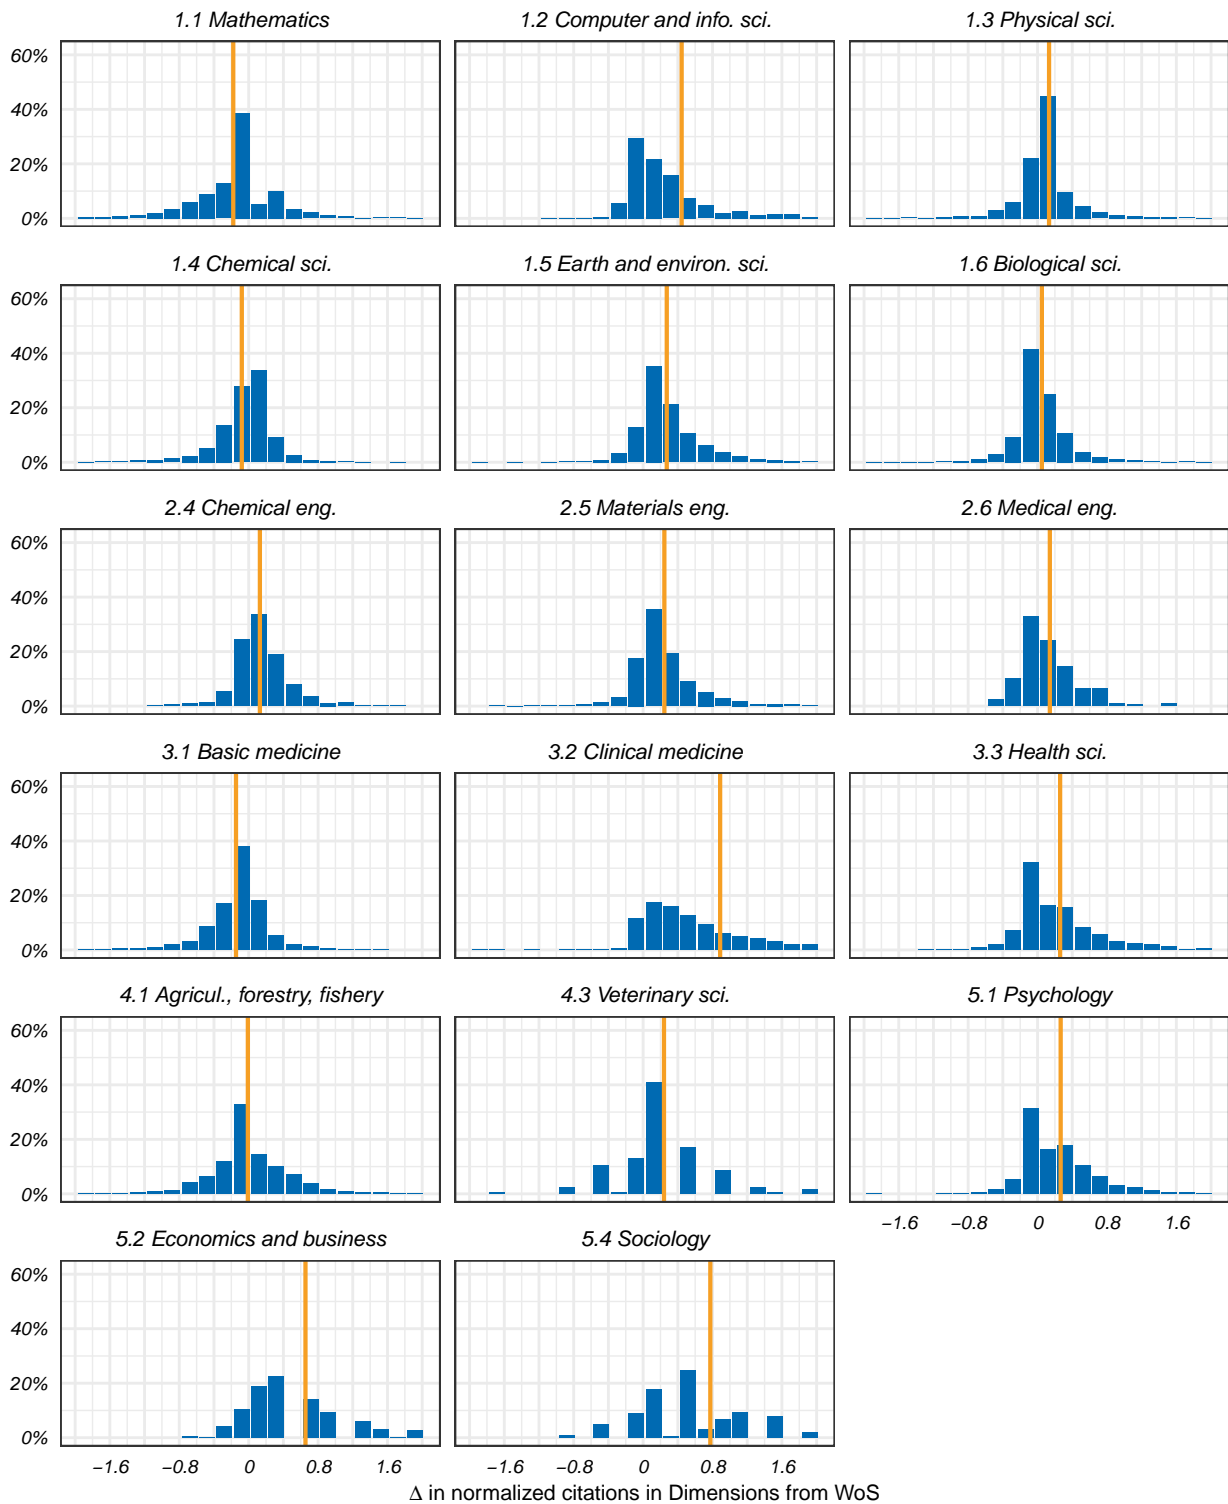 1.1 Mathematics
1.2 Computer and info. sci.
1.3 Physical sci.
60%
40%
20%
0%
1.4 Chemical sci.
1.5 Earth and environ. sci.
1.6 Biological sci.
60%
40%
20%
0%
2.4 Chemical eng.
2.5 Materials eng.
2.6 Medical eng.
60%
40%
20%
0%
3.1 Basic medicine
3.2 Clinical medicine
3.3 Health sci.
60%
40%
20%
0%
4.1 Agricul., forestry, fishery
4.3 Veterinary sci.
5.1 Psychology
60%
40%
20%
0%
−1.6 −0.8 0 0.8 1.6
5.2 Economics and business
5.4 Sociology
60%
40%
20%
0%
−1.6 −0.8 0 0.8 1.6
−1.6 −0.8 0 0.8 1.6
Δ in normalized citations in Dimensions from WoS